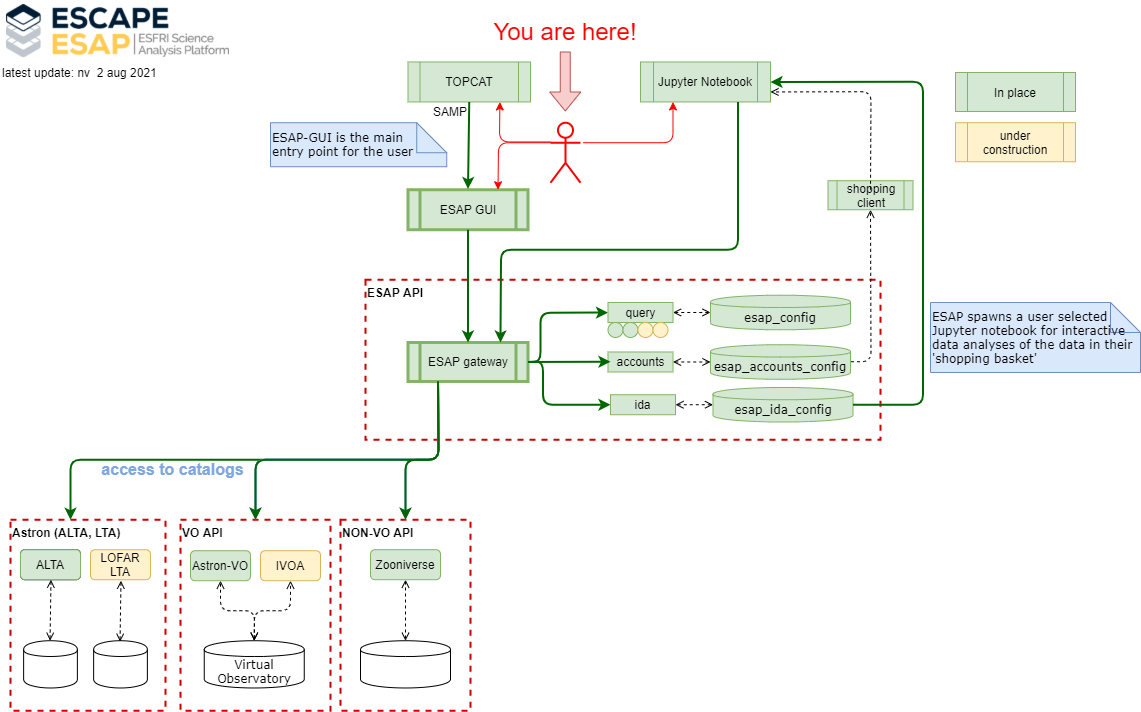 ESCAPE
ESAP
ESFRI Science
Analysis Platform
latest update: nv  2 aug 2021
You are here!
TOPCAT
Jupyter Notebook
In place
SAMP
under
construction
ESAP-GUI is the main
entry point for the user
shopping
client
ESAP GUI
ESAP API
query
esap_config
ESAP spawns a user selected
Jupyter notebook for interactive
data analyses of the data in their
'shopping basket'
ESAP gateway
accounts
esap_accounts_config
ida
esap_ida_config
access to catalogs
Astron (ALTA, LTA)
VO API
NON-VO API
ALTA
LOFAR
LTA
Astron-VO
IVOA
Zooniverse
Virtual
Observatory